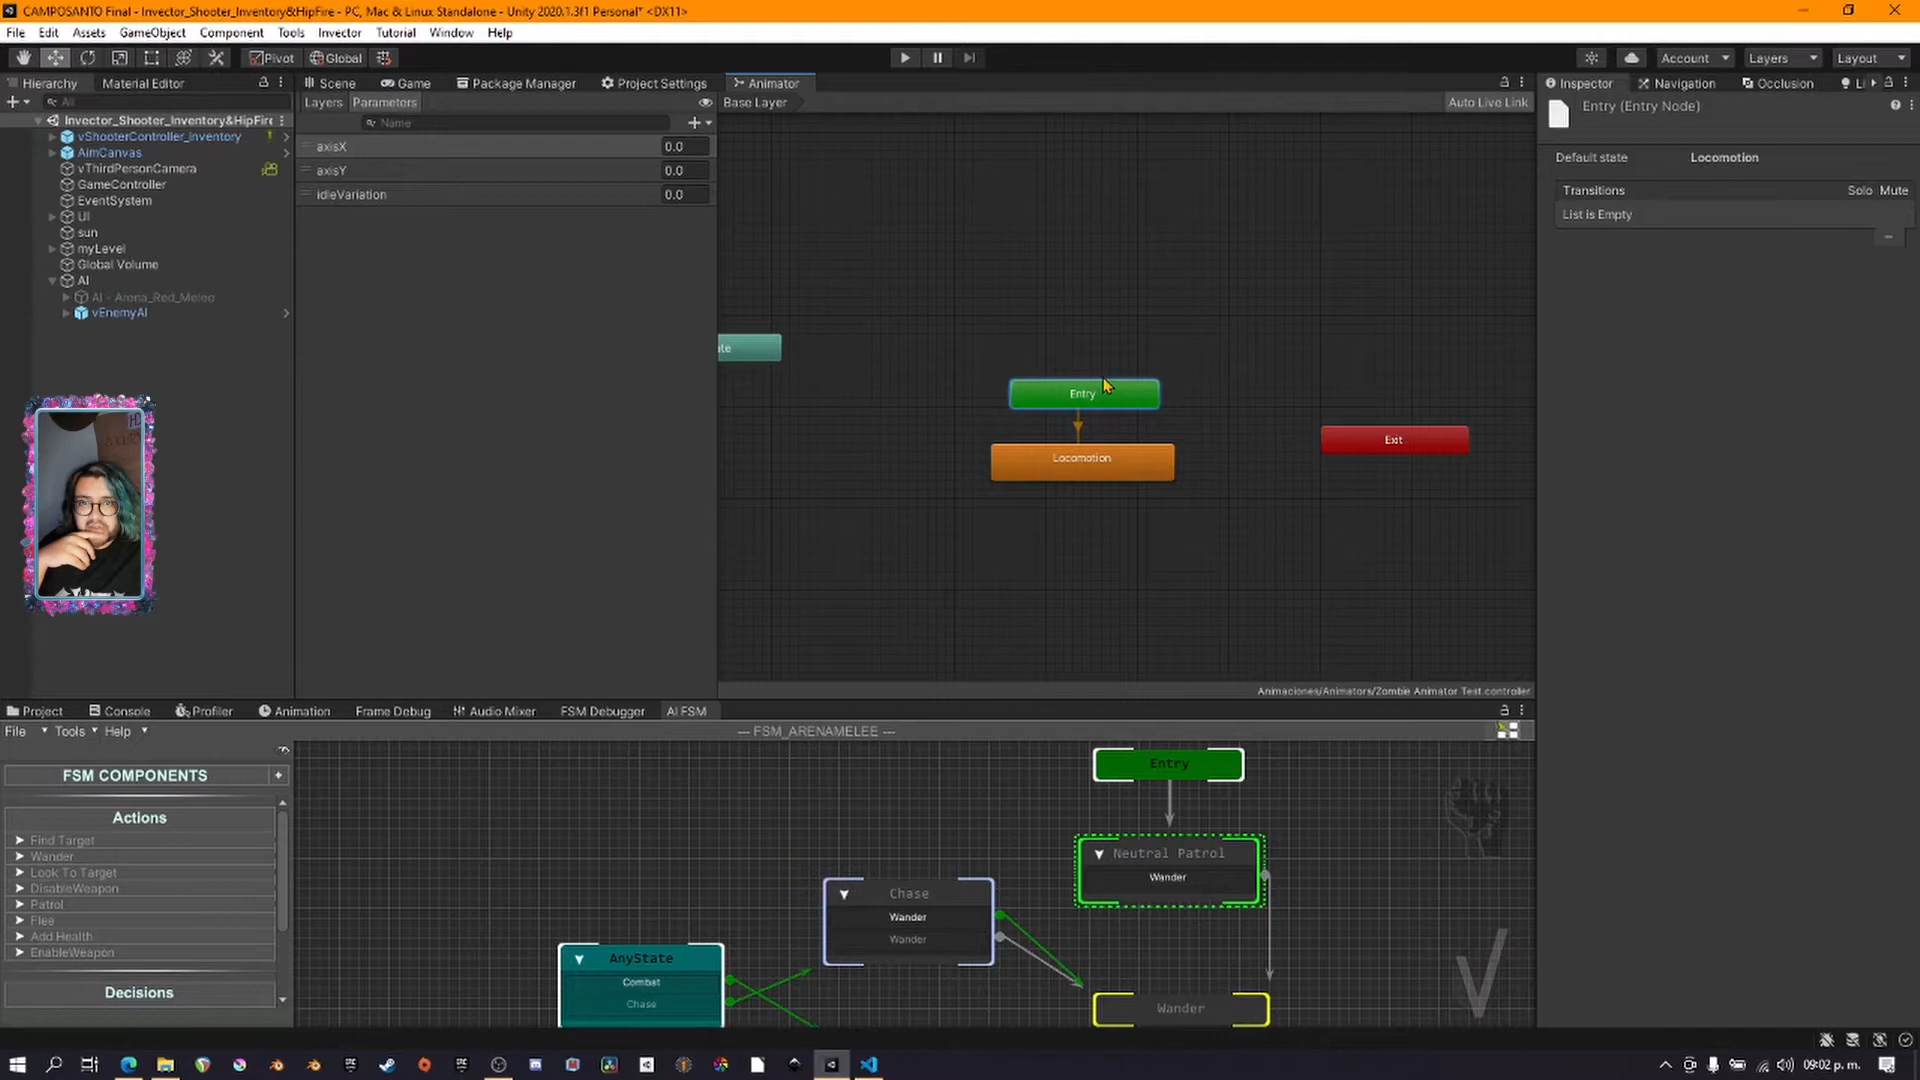 CAMPOSANTO Final - Invector_Shooter_Inventory&HipFire - PC, Mac & Linux Standalone - Unity 2020.1.3f1 Personal* <DX11>
File Edit Assets GameObject Component Tools Invector Tutorial Window Help
Pivot Global Account Layers Layout
Hierarchy Material Editor
All
Invector_Shooter_Inventory&HipFire
vShooterController_Inventory
AimCanvas
vThirdPersonCamera
GameController
EventSystem
UI
sun
myLevel
Global Volume
AI
AI - Arena_Red_Melee
vEnemyAI
Scene Game Package Manager Project Settings Animator
Layers Parameters
Base Layer
Auto Live Link
Name
axisX 0.0
axisY 0.0
idleVariation 0.0
Entry
Locomotion
Exit
Animaciones/Animators/Zombie Animator Test.controller
Inspector Navigation Occlusion Li
Entry (Entry Node)
Default state Locomotion
Transitions Solo Mute
List is Empty
Project Console Profiler Animation Frame Debug Audio Mixer FSM Debugger AI FSM
File Tools Help
--- FSM_ARENAMELEE ---
FSM COMPONENTS
Actions
Find Target
Wander
Look To Target
DisableWeapon
Patrol
Flee
Add Health
EnableWeapon
Decisions
Entry
Neutral Patrol
Wander
Chase
Wander
Wander
AnyState
Combat
Chase
Wander
09:02 p. m.